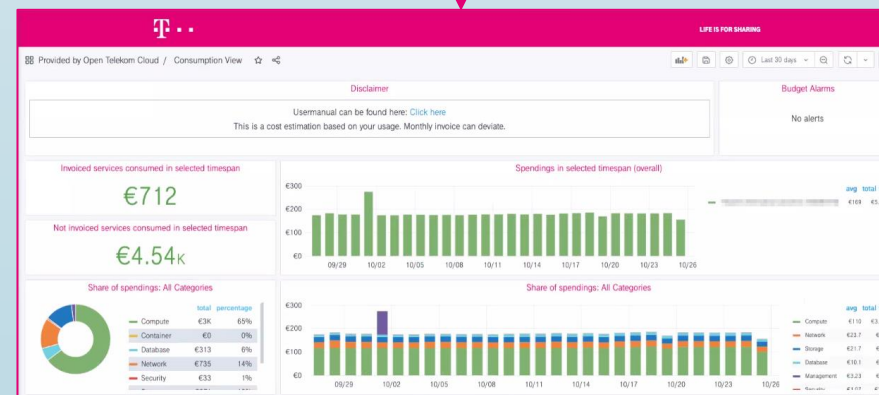 T
LIFE IS FOR SHARING
Provided by Open Telekom Cloud / Consumption View
Last 30 days
Disclaimer
Usermanual can be found here: Click here
This is a cost estimation based on your usage. Monthly invoice can deviate.
Budget Alarms
No alerts
Invoiced services consumed in selected timespan
€712
Not invoiced services consumed in selected timespan
€4.54K
Spendings in selected timespan (overall)
€300
€200
€100
€0
09/29 10/02 10/05 10/08 10/11 10/14 10/17 10/20 10/23 10/26
avg total
€168
Share of spendings: All Categories
total percentage
Compute €3K 65%
Container €0 0%
Database €313 6%
Network €735 14%
Security €33 1%
Share of spendings: All Categories
€300
€200
€100
€0
09/29 10/02 10/05 10/08 10/11 10/14 10/17 10/20 10/23 10/26
avg total
Compute €110
Network €23.7
Storage €21.7
Database €10.1
Management €3.23